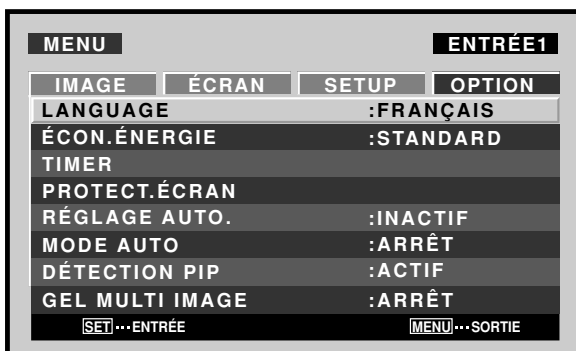 MENU ENTRÉE1
IMAGE ÉCRAN SETUP OPTION
LANGUAGE :FRANÇAIS
ÉCON.ÉNERGIE :STANDARD
TIMER
PROTECT.ÉCRAN
RÉGLAGE AUTO. :INACTIF
MODE AUTO :ARRÊT
DÉTECTION PIP :ACTIF
GEL MULTI IMAGE :ARRÊT
SET···ENTRÉE MENU···SORTIE